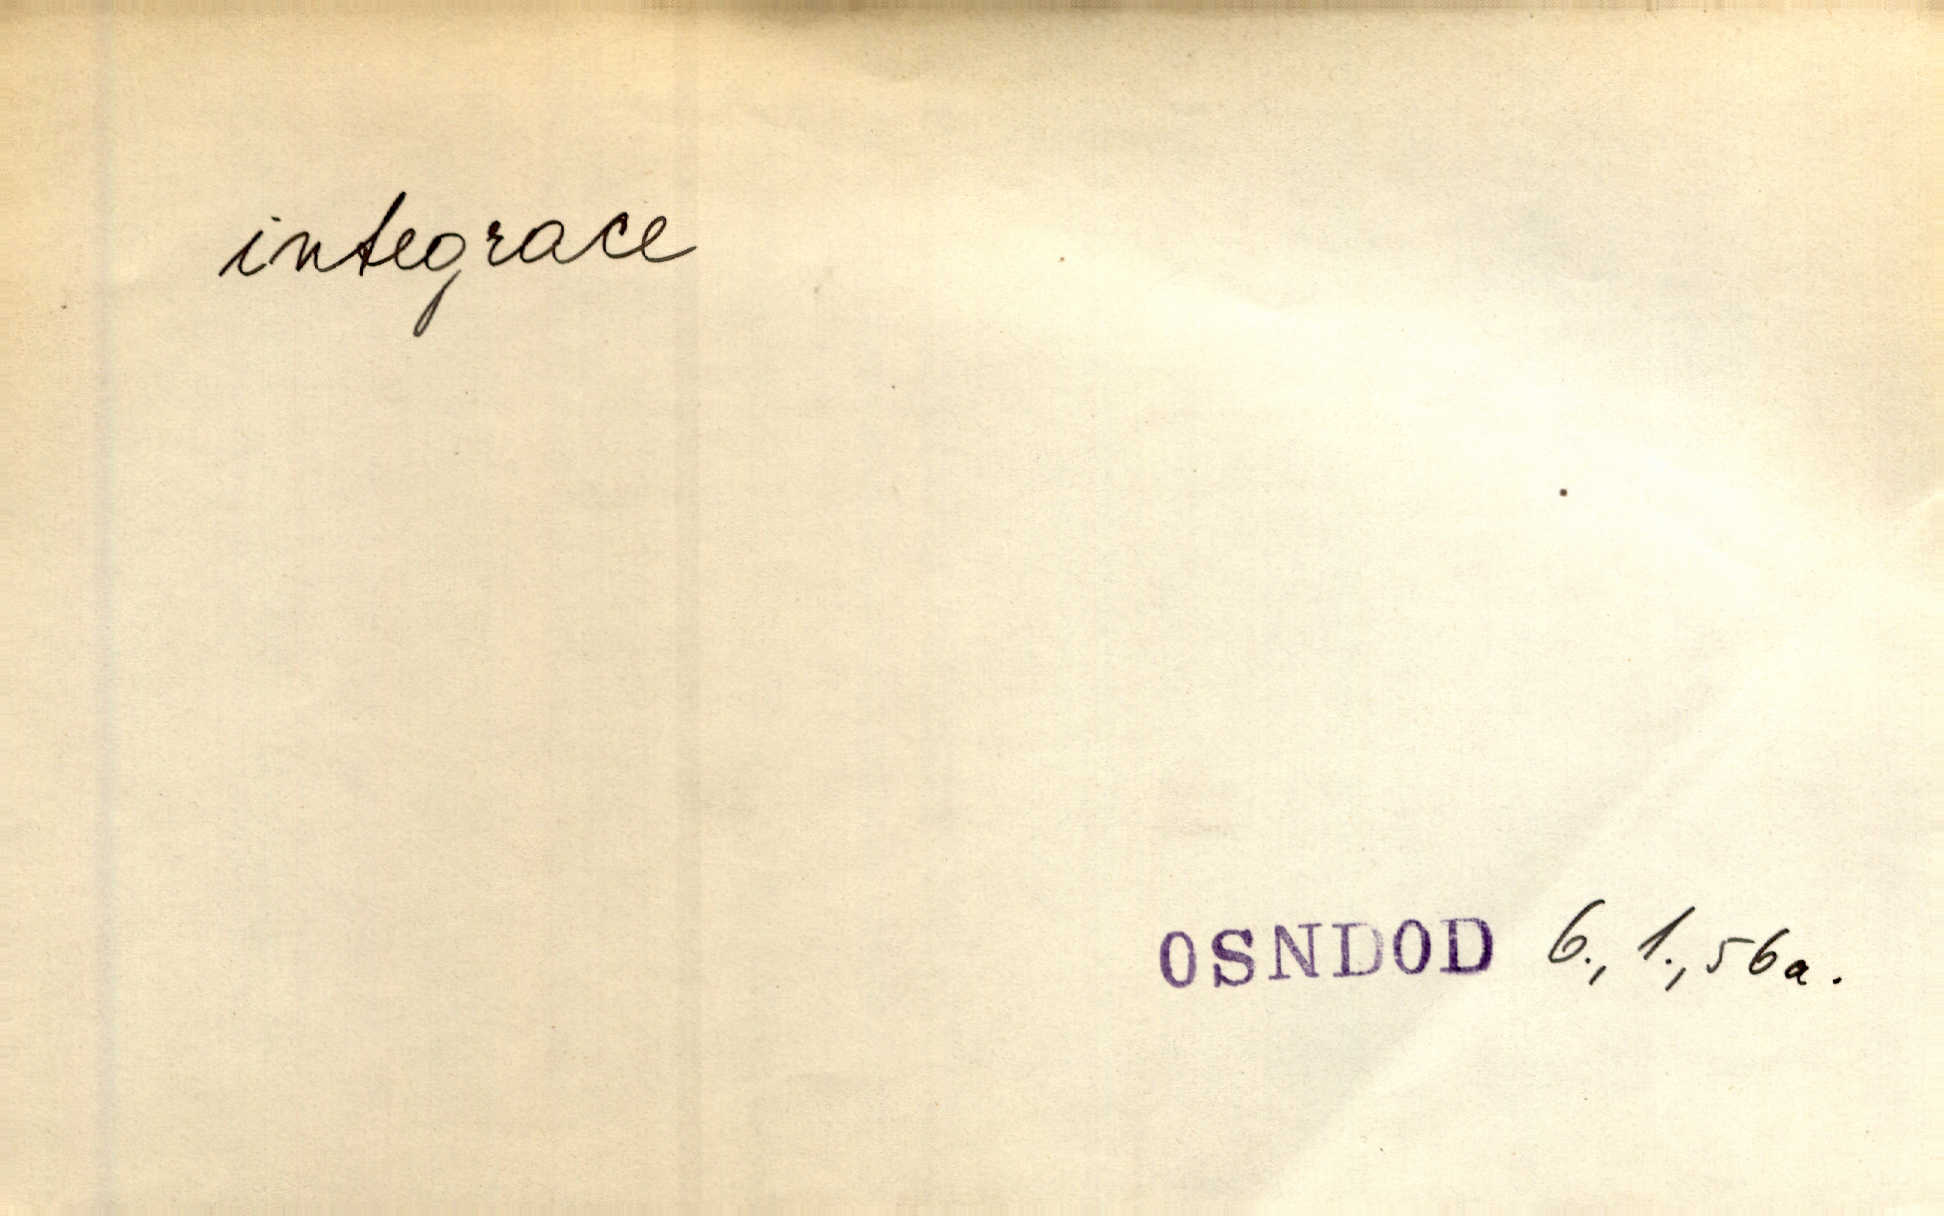 integrace
OSNDOD 6., 1., 56a.